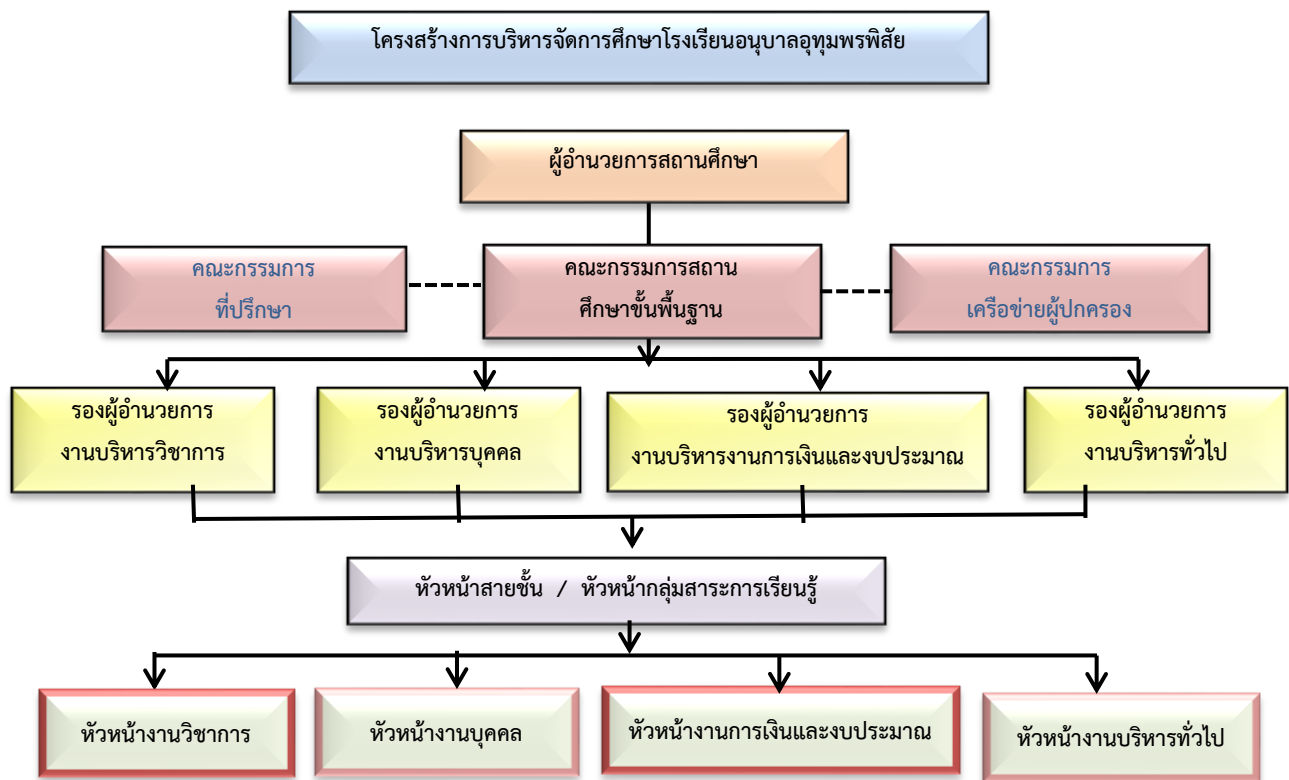 โครงสร้างการบริหารจัดการศึกษาโรงเรียนอนุบาลอุทุมพรพิสัย
ผู้อำนวยการสถานศึกษา
คณะกรรมการ
ที่ปรึกษา
คณะกรรมการสถาน
ศึกษาขั้นพื้นฐาน
คณะกรรมการ
เครือข่ายผู้ปกครอง
รองผู้อำนวยการ
งานบริหารวิชาการ
รองผู้อำนวยการ
งานบริหารบุคคล
รองผู้อำนวยการ
งานบริหารงานการเงินและงบประมาณ
รองผู้อำนวยการ
งานบริหารทั่วไป
หัวหน้าสายชั้น / หัวหน้ากลุ่มสาระการเรียนรู้
หัวหน้างานวิชาการ
หัวหน้างานบุคคล
หัวหน้างานการเงินและงบประมาณ
หัวหน้างานบริหารทั่วไป